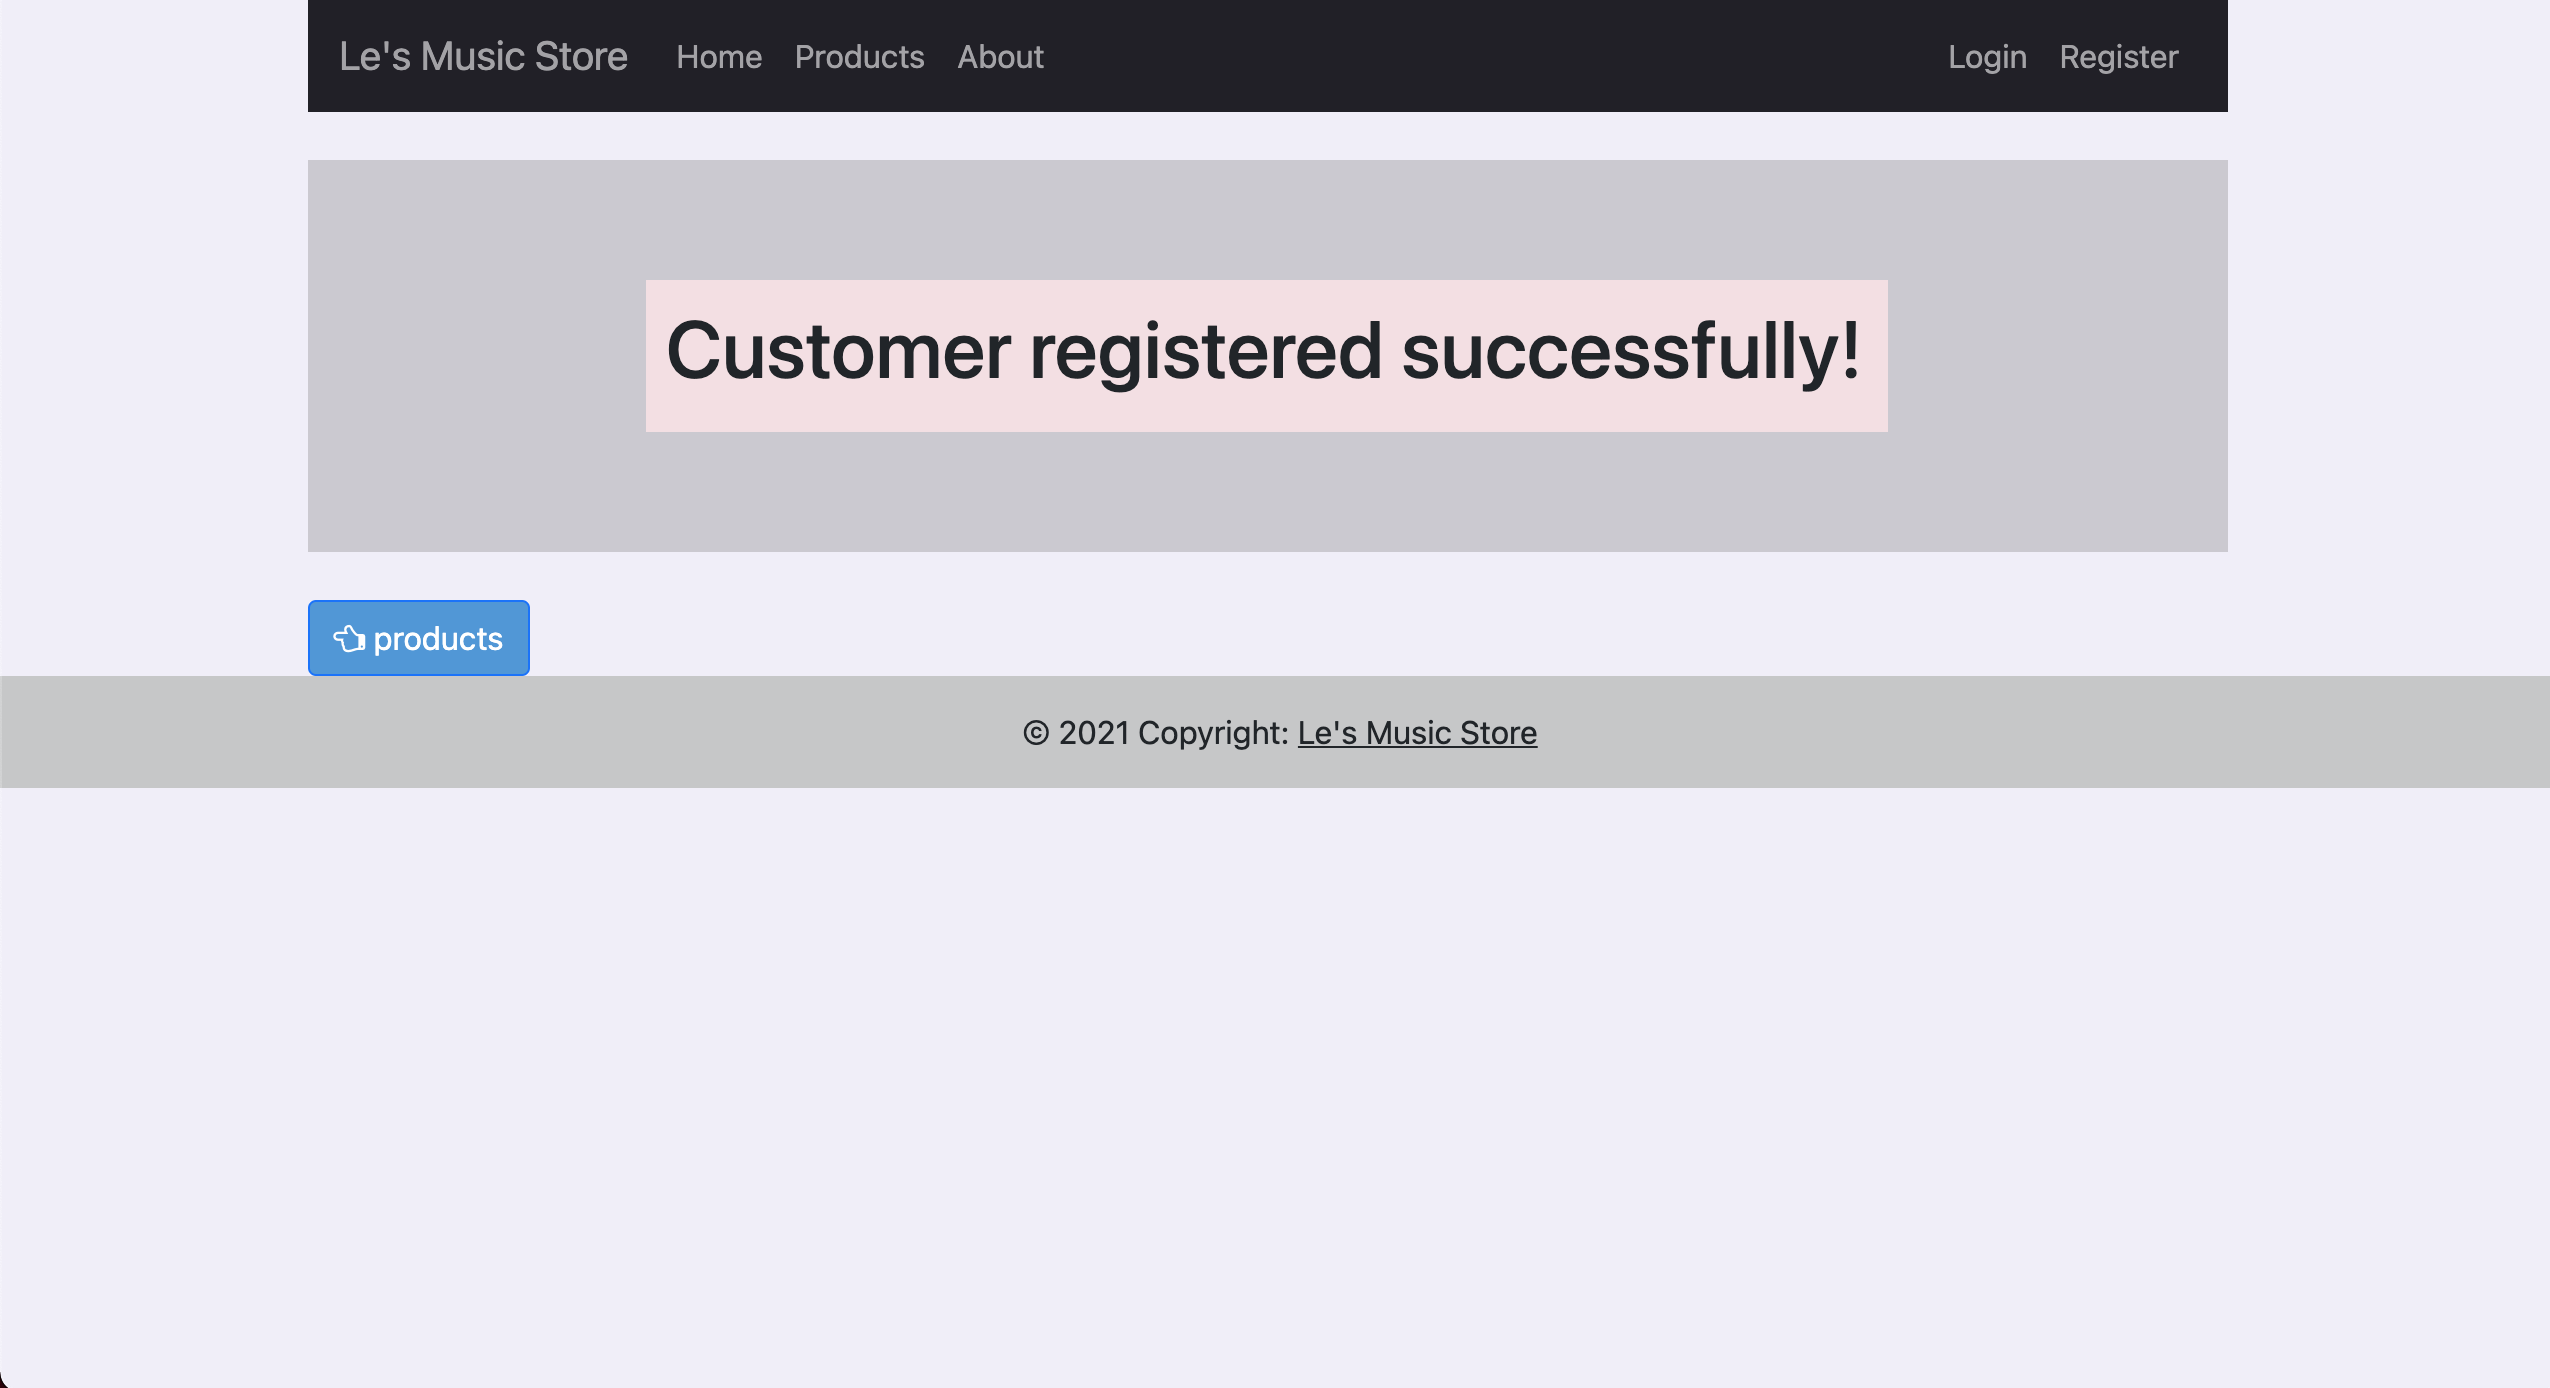 Le's Music Store Home Products About Login Register
Customer registered successfully!
products
© 2021 Copyright: Le's Music Store